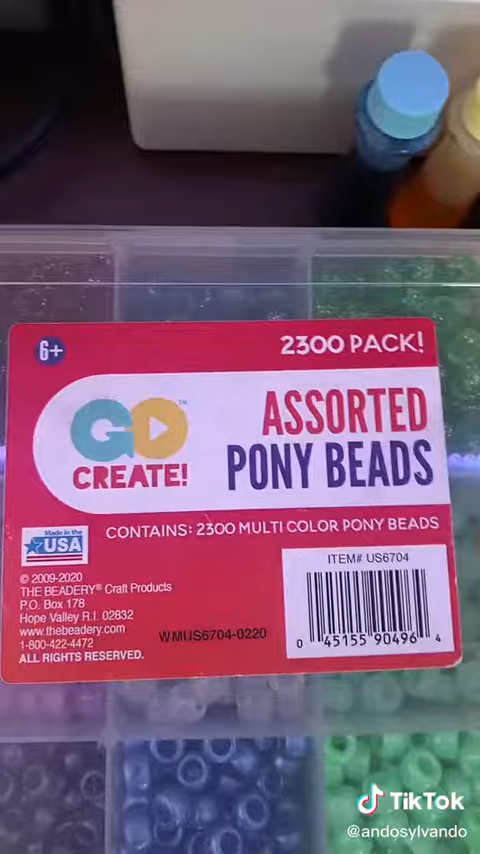 6+
2300 PACK!
GO
CREATE!
™
ASSORTED
PONY BEADS
CONTAINS: 2300 MULTI COLOR PONY BEADS
Made in the
USA
© 2009-2020
THE BEADERY® Craft Products
P.O. Box 178
Hope Valley R.I. 02832
www.thebeadery.com
1-800-422-4472
ALL RIGHTS RESERVED.
WMUS6704-0220
ITEM# US6704
0 45155 90496 4
TikTok
@andosylvando